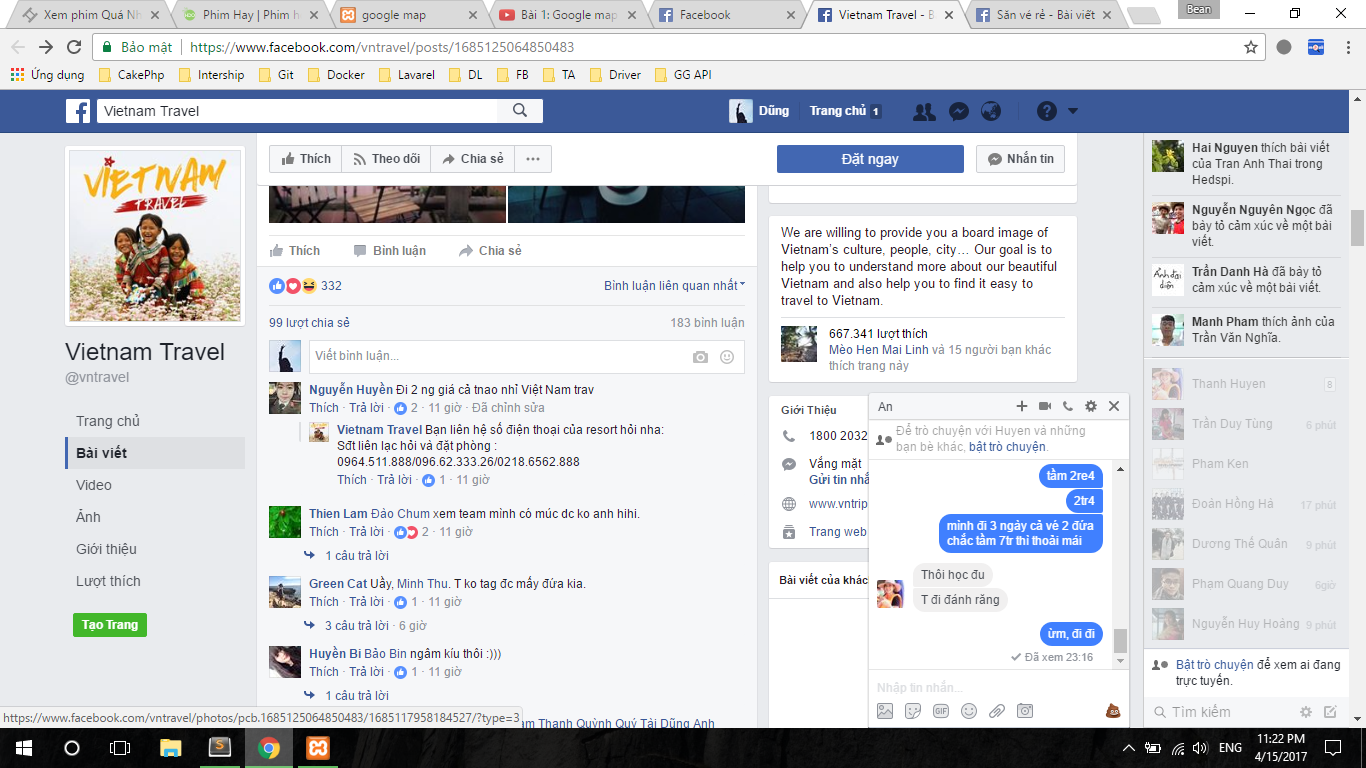 Xem phim Quá Nh
Phim Hay | Phim h
google map
Bài 1: Google map
Facebook
Vietnam Travel - B
Săn vé rẻ - Bài viết
Bean
Bảo mật
https://www.facebook.com/vntravel/posts/1685125064850483
Ứng dụng
CakePhp
Intership
Git
Docker
Lavarel
DL
FB
TA
Driver
GG API
Vietnam Travel
Dũng
Trang chủ 1
VIETNAM
TRAVEL
Vietnam Travel
@vntravel
Trang chủ
Bài viết
Video
Ảnh
Giới thiệu
Lượt thích
Tạo Trang
Thích
Theo dõi
Chia sẻ
Đặt ngay
Nhắn tin
Thích
Bình luận
Chia sẻ
332
Bình luận liên quan nhất
99 lượt chia sẻ
183 bình luận
Viết bình luận...
Nguyễn Huyền Đi 2 ng giá cả tnao nhỉ Việt Nam trav
Thích · Trả lời · 2 · 11 giờ · Đã chỉnh sửa
Vietnam Travel Bạn liên hệ số điện thoại của resort hỏi nha:
Sđt liên lạc hỏi và đặt phòng :
0964.511.888/096.62.333.26/0218.6562.888
Thích · Trả lời · 1 · 11 giờ
Thien Lam Đào Chum xem team mình có múc dc ko anh hihi.
Thích · Trả lời · 2 · 11 giờ
1 câu trả lời
Green Cat Uầy, Minh Thu. T ko tag đc mấy đứa kia.
Thích · Trả lời · 1 · 11 giờ
3 câu trả lời · 6 giờ
Huyền Bi Bảo Bin ngâm kíu thôi :)))
Thích · Trả lời · 1 · 11 giờ
1 câu trả lời
https://www.facebook.com/vntravel/photos/pcb.1685125064850483/1685117958184527/?type=3
Thanh Quỳnh Quý Tài Dũng Anh
We are willing to provide you a board image of
Vietnam's culture, people, city… Our goal is to
help you to understand more about our beautiful
Vietnam and also help you to find it easy to
travel to Vietnam.
667.341 lượt thích
Mèo Hen Mai Linh và 15 người bạn khác
thích trang này
Giới Thiệu
1800 2032
Vắng mặt
Gửi tin nhắ
www.vntrip
Trang web
Bài viết của khác
An
Để trò chuyện với Huyen và những
bạn bè khác, bật trò chuyện.
tầm 2re4
2tr4
mình đi 3 ngày cả vé 2 đứa
chắc tầm 7tr thì thoải mái
Thôi học đu
T đi đánh răng
ừm, đi đi
Đã xem 23:16
Nhập tin nhắn...
GIF
Hai Nguyen thích bài viết
của Tran Anh Thai trong
Hedspi.
Nguyễn Nguyên Ngọc đã
bày tỏ cảm xúc về một bài
viết.
Ảnh đại
diện
Trần Danh Hà đã bày tỏ
cảm xúc về một bài viết.
Manh Pham thích ảnh của
Trần Văn Nghĩa.
Thanh Huyen
8
Trần Duy Tùng
6 phút
Pham Ken
Đoàn Hồng Hà
17 phút
Dương Thế Quân
9 phút
Phạm Quang Duy
6giờ
Nguyễn Huy Hoàng
9 phút
Bật trò chuyện để xem ai đang
trực tuyến.
Tìm kiếm
ENG
11:22 PM
4/15/2017